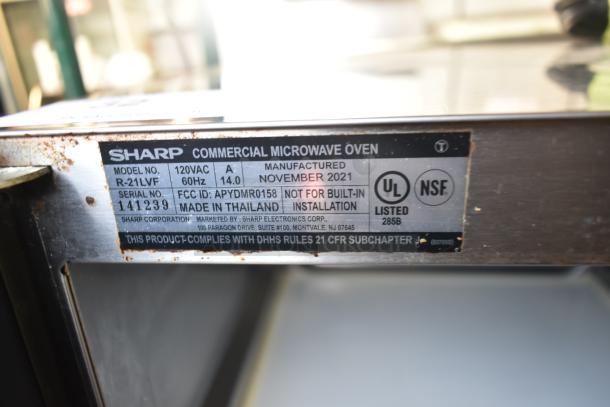 SHARP COMMERCIAL MICROWAVE OVEN T
MODEL NO. 120VAC A MANUFACTURED
R-21LVF 60Hz 14.0 NOVEMBER 2021
SERIAL NO. FCC ID: APYDMR0158 NOT FOR BUILT-IN
141239 MADE IN THAILAND INSTALLATION
UL NSF
LISTED
285B
SHARP CORPORATION MARKETED BY: SHARP ELECTRONICS CORP.,
100 PARAGON DRIVE, SUITE #100, MONTVALE, NJ 07645
THIS PRODUCT COMPLIES WITH DHHS RULES 21 CFR SUBCHAPTER J.